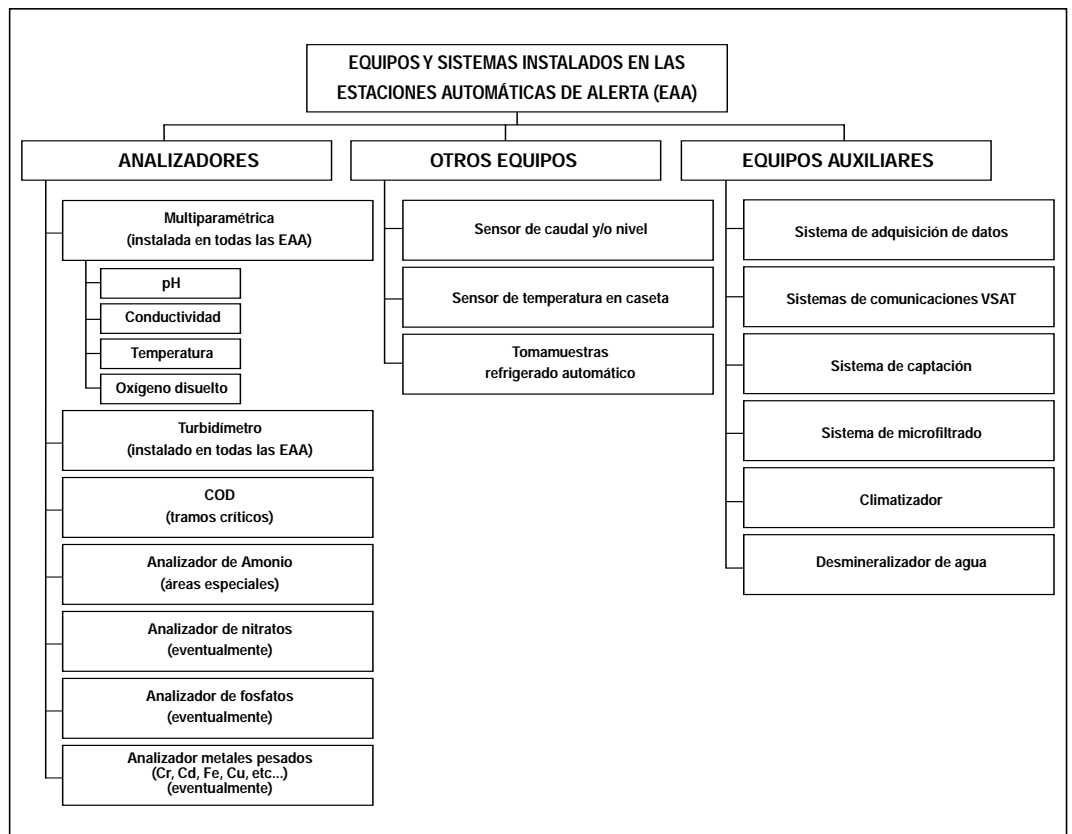 EQUIPOS Y SISTEMAS INSTALADOS EN LAS
ESTACIONES AUTOMÁTICAS DE ALERTA (EAA)
ANALIZADORES
Multiparamétrica
(instalada en todas las EAA)
pH
Conductividad
Temperatura
Oxígeno disuelto
Turbidímetro
(instalado en todas las EAA)
COD
(tramos críticos)
Analizador de Amonio
(áreas especiales)
Analizador de nitratos
(eventualmente)
Analizador de fosfatos
(eventualmente)
Analizador metales pesados
(Cr, Cd, Fe, Cu, etc...)
(eventualmente)
OTROS EQUIPOS
Sensor de caudal y/o nivel
Sensor de temperatura en caseta
Tomamuestras
refrigerado automático
EQUIPOS AUXILIARES
Sistema de adquisición de datos
Sistemas de comunicaciones VSAT
Sistema de captación
Sistema de microfiltrado
Climatizador
Desmineralizador de agua